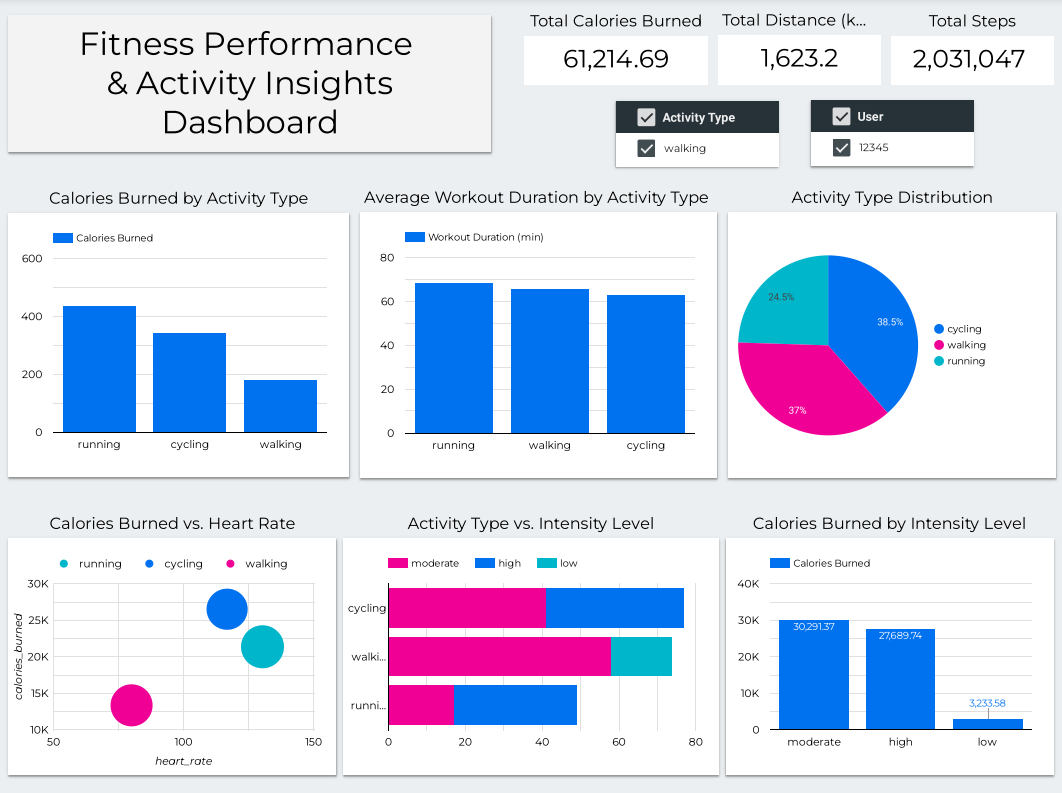 Fitness Performance
& Activity Insights
Dashboard
Total Calories Burned
61,214.69
Total Distance (k...
1,623.2
Total Steps
2,031,047
Activity Type
walking
User
12345
Calories Burned by Activity Type
Calories Burned
600
400
200
0
running
cycling
walking
Average Workout Duration by Activity Type
Workout Duration (min)
80
60
40
20
0
running
walking
cycling
Activity Type Distribution
24.5%
38.5%
37%
cycling
walking
running
Calories Burned vs. Heart Rate
running
cycling
walking
calories_burned
30K
25K
20K
15K
10K
50
100
150
heart_rate
Activity Type vs. Intensity Level
moderate
high
low
cycling
walki...
runni...
0
20
40
60
80
Calories Burned by Intensity Level
Calories Burned
40K
30K
20K
10K
0
30,291.37
27,689.74
3,233.58
moderate
high
low